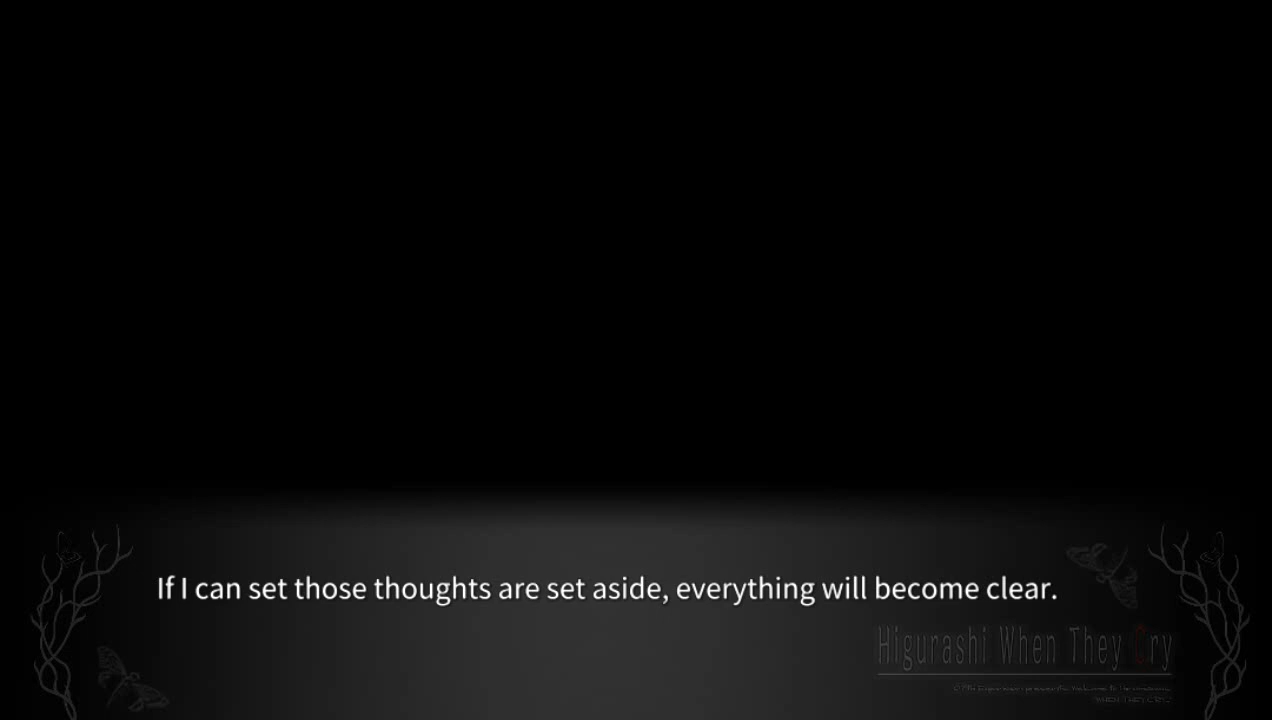 If I can set those thoughts are set aside, everything will become clear.
Higurashi When They Cry